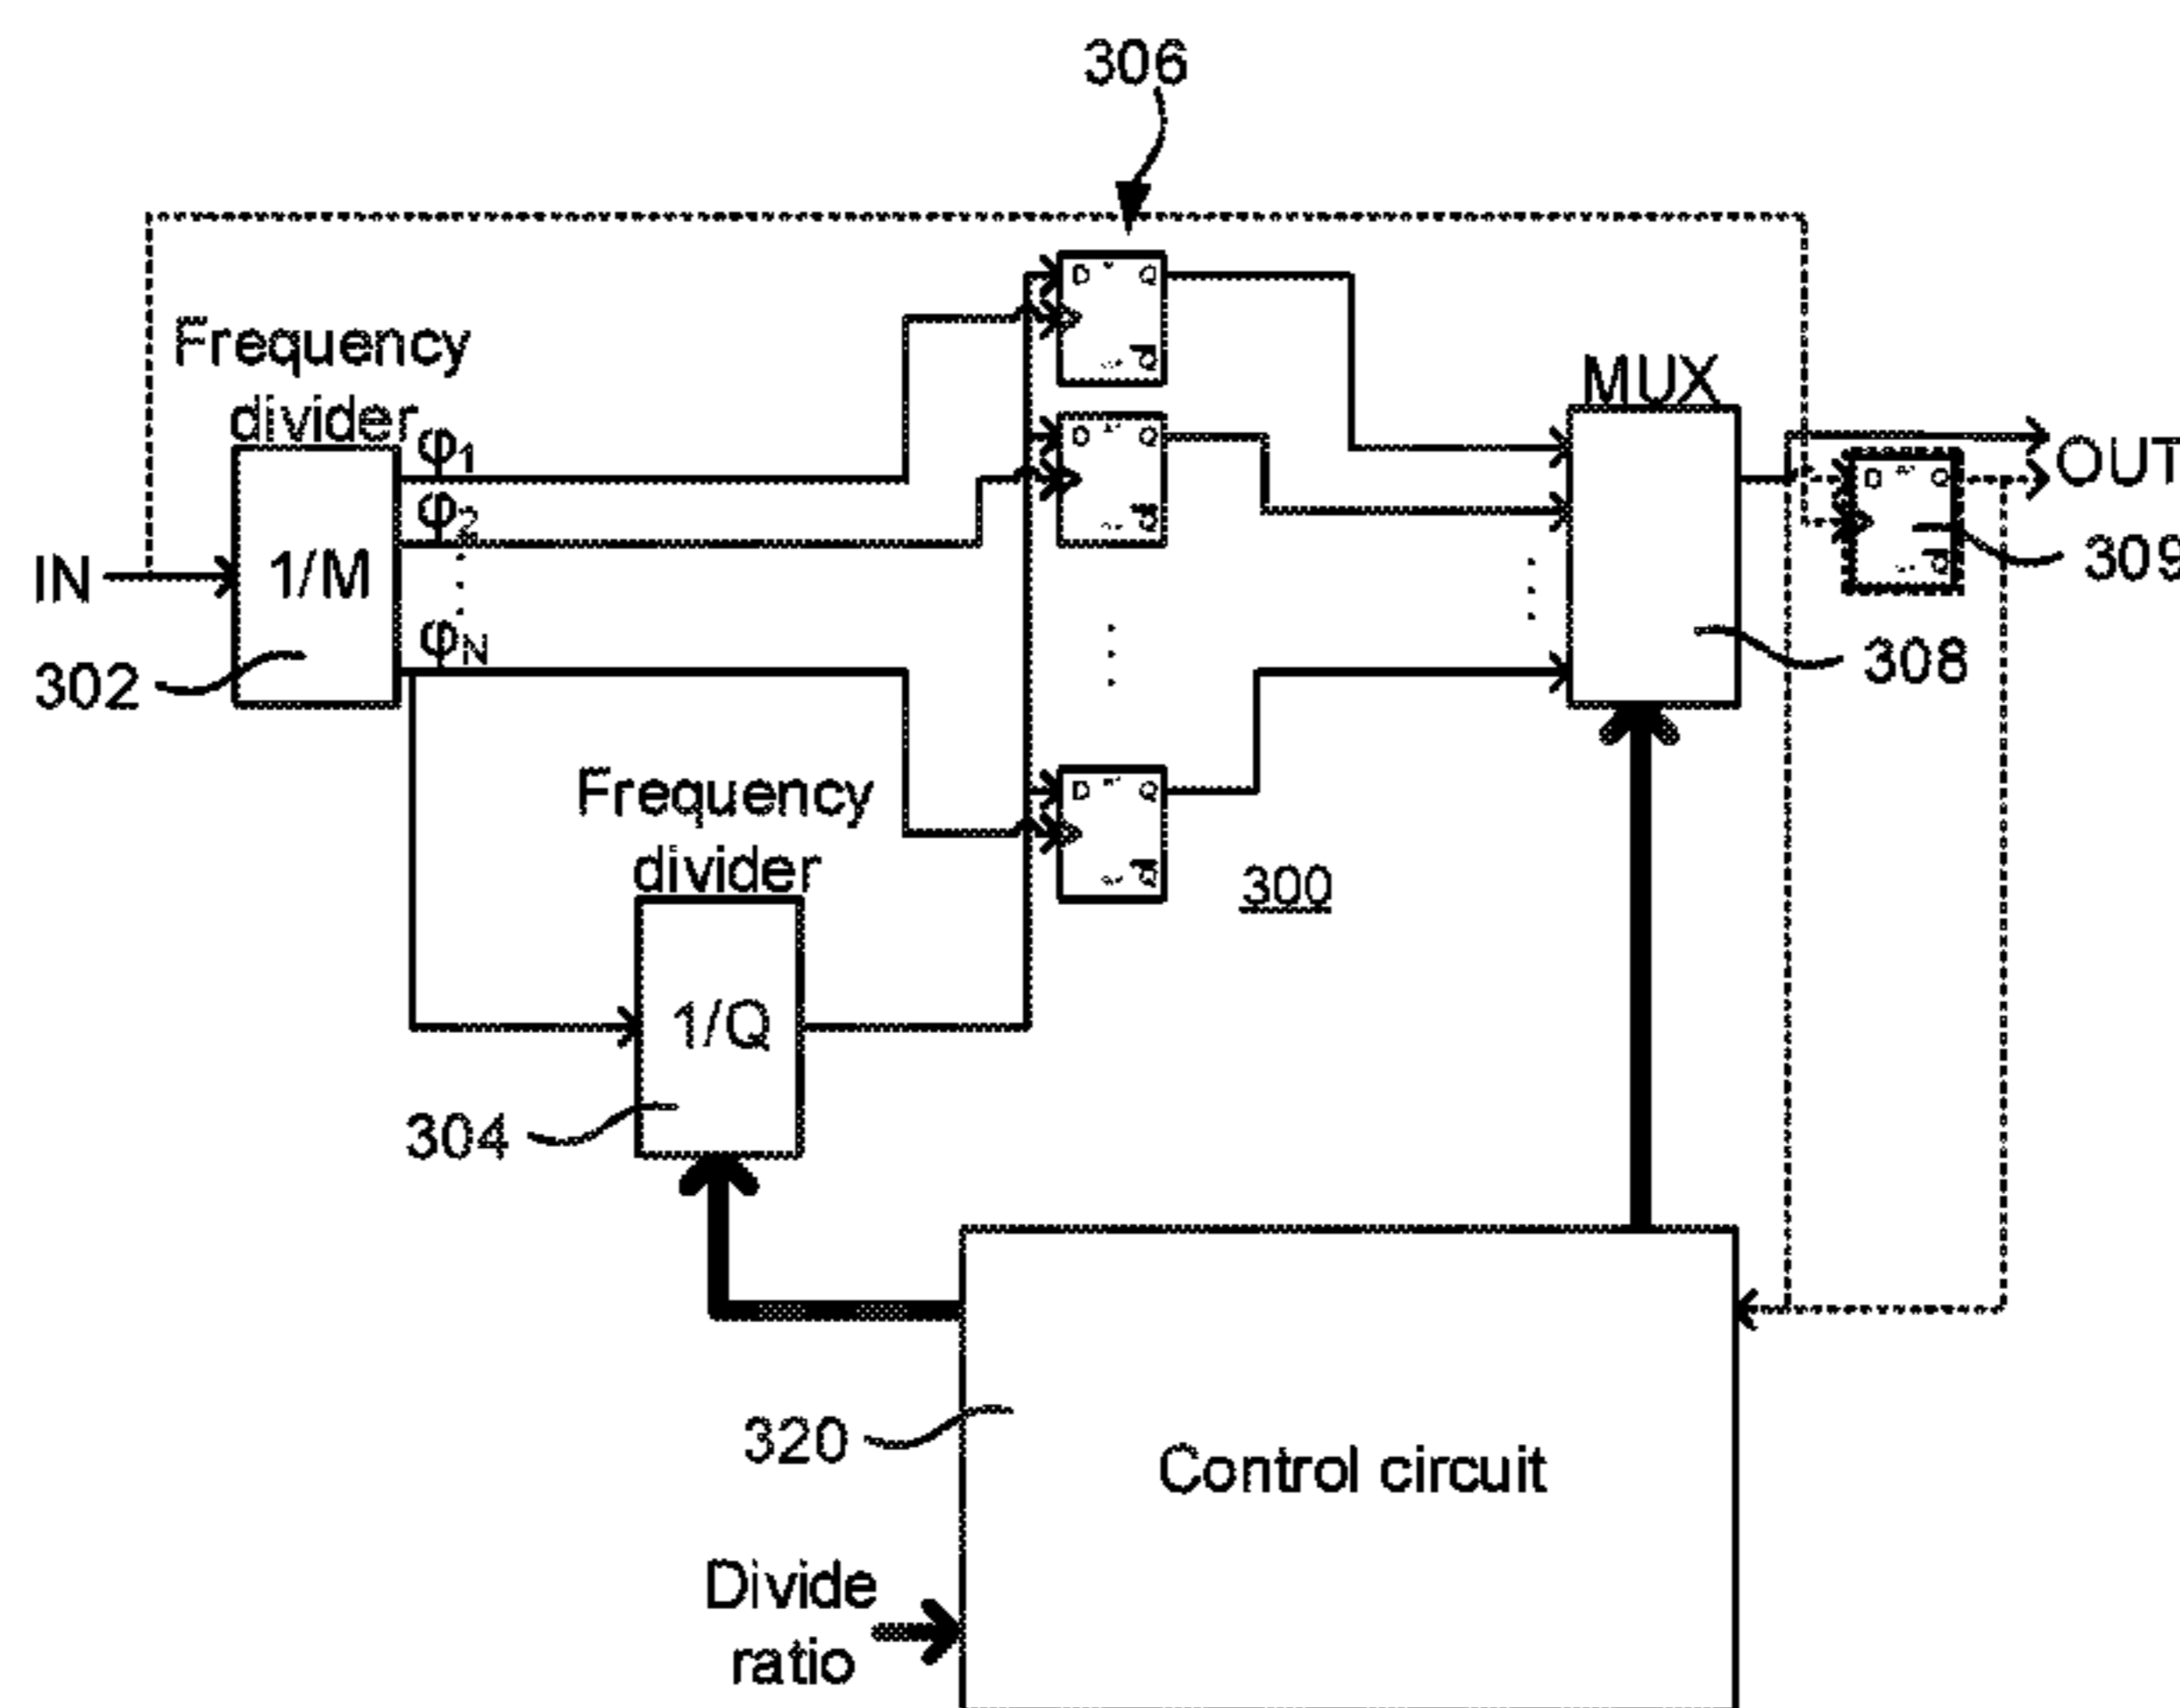 306
Frequency
divider
φ1
φ2
φN
IN
1/M
302
D Q
Q
D Q
Q
D Q
Q
MUX
308
D Q
Q
OUT
309
Frequency
divider
1/Q
304
300
320
Control circuit
Divide
ratio